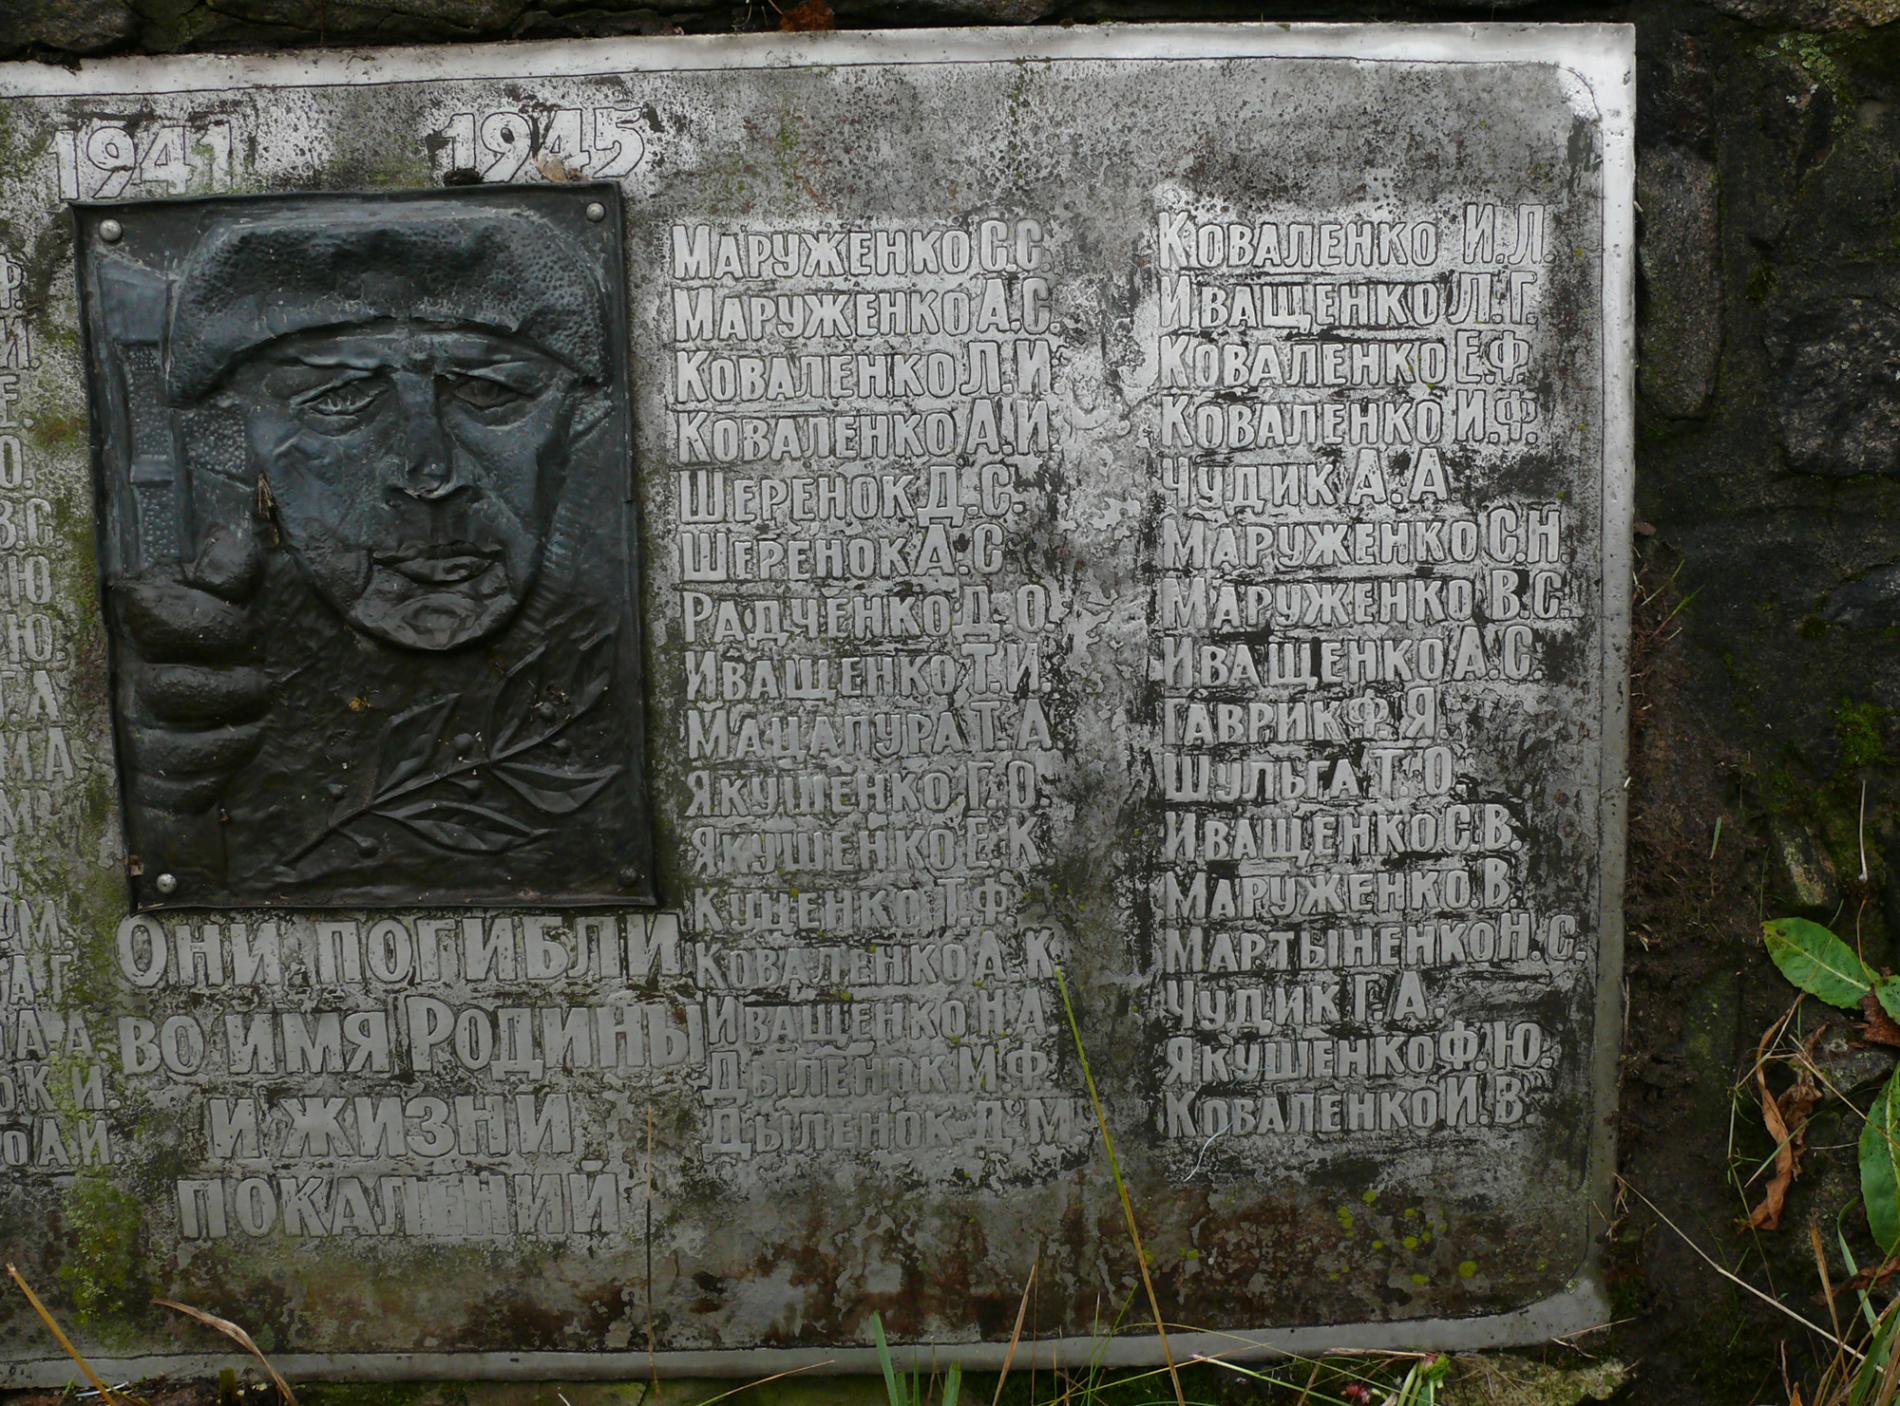 1941 1945
Маруженко С.С.
Маруженко А.С.
Коваленко Л.И.
Коваленко А.И.
Шеренок Д.С.
Шеренок А.С.
Радченко Д.О.
Иващенко Т.И.
Мацапура Т.А.
Якушенко Г.О.
Якушенко Е.К.
Куценко Т.Ф.
Коваленко А.К.
Иващенко Н.А.
Дыленок М.Ф.
Дыленок Д.М.
Коваленко И.Л.
Иващенко Л.Г.
Коваленко Е.Ф.
Коваленко И.Ф.
Чудик А.А.
Маруженко С.Н.
Маруженко В.С.
Иващенко А.С.
Гаврик Ф.Я.
Шульга Т.О.
Иващенко С.В.
Маруженко В.
Мартыненко Н.С.
Чудик Г.А.
Якушенко Ф.Ю.
Коваленко И.В.
Они погибли
во имя Родины
и жизни
поколений